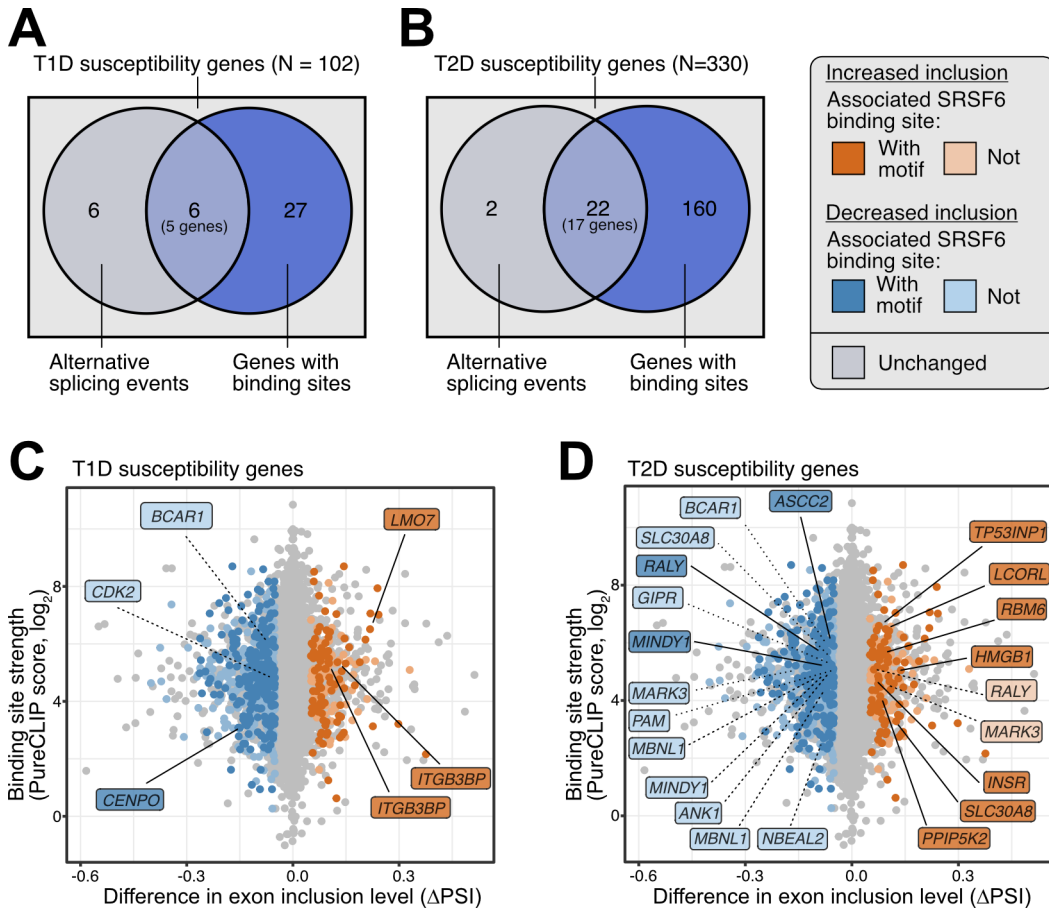 A
T1D susceptibility genes (N = 102)
6
6
(5 genes)
27
Alternative
splicing events
Genes with
binding sites
B
T2D susceptibility genes (N=330)
2
22
(17 genes)
160
Alternative
splicing events
Genes with
binding sites
Increased inclusion
Associated SRSF6
binding site:
With
motif
Not
Decreased inclusion
Associated SRSF6
binding site:
With
motif
Not
Unchanged
C
T1D susceptibility genes
Binding site strength
(PureCLIP score, log2)
8
4
0
BCAR1
LMO7
CDK2
CENPO
ITGB3BP
ITGB3BP
-0.6
-0.3
0.0
0.3
Difference in exon inclusion level (ΔPSI)
D
T2D susceptibility genes
Binding site strength
(PureCLIP score, log2)
8
4
0
BCAR1
ASCC2
SLC30A8
TP53INP1
RALY
LCORL
GIPR
RBM6
MINDY1
HMGB1
MARK3
RALY
PAM
MARK3
MBNL1
MINDY1
INSR
ANK1
SLC30A8
MBNL1
NBEAL2
PPIP5K2
-0.6
-0.3
0.0
0.3
Difference in exon inclusion level (ΔPSI)